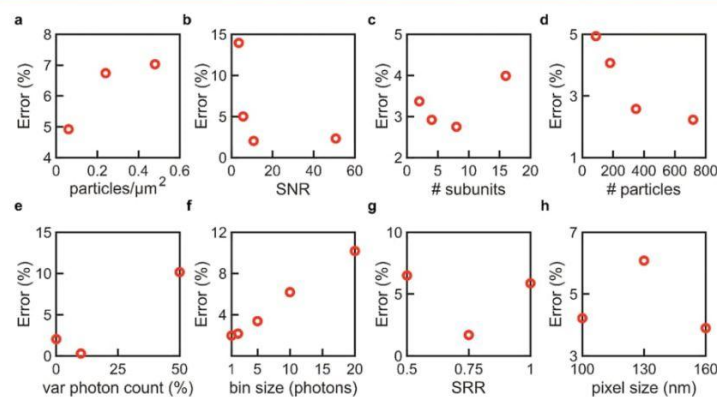 a
b
c
d
8
7
6
5
4
Error (%)
0
0.2
0.4
0.6
particles/µm²
15
10
5
0
Error (%)
0
20
40
60
SNR
5
4
3
2
Error (%)
0
5
10
15
20
# subunits
5
3
1
Error (%)
0
200
400
600
800
# particles
e
f
g
h
15
10
5
0
Error (%)
0
25
50
var photon count (%)
12
8
4
0
Error (%)
1
5
10
15
20
bin size (photons)
10
5
0
Error (%)
0.5
0.75
1
SRR
7
5
3
Error (%)
100
130
160
pixel size (nm)